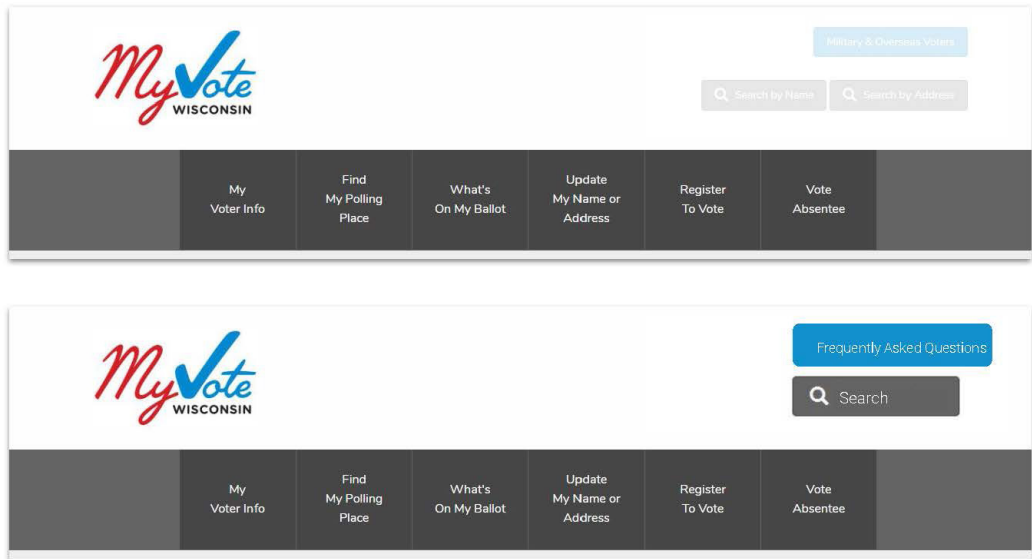 MyVote
WISCONSIN
Military & Overseas Voters
Search by Name
Search by Address
My
Voter Info
Find
My Polling
Place
What's
On My Ballot
Update
My Name or
Address
Register
To Vote
Vote
Absentee
MyVote
WISCONSIN
Frequently Asked Questions
Search
My
Voter Info
Find
My Polling
Place
What's
On My Ballot
Update
My Name or
Address
Register
To Vote
Vote
Absentee